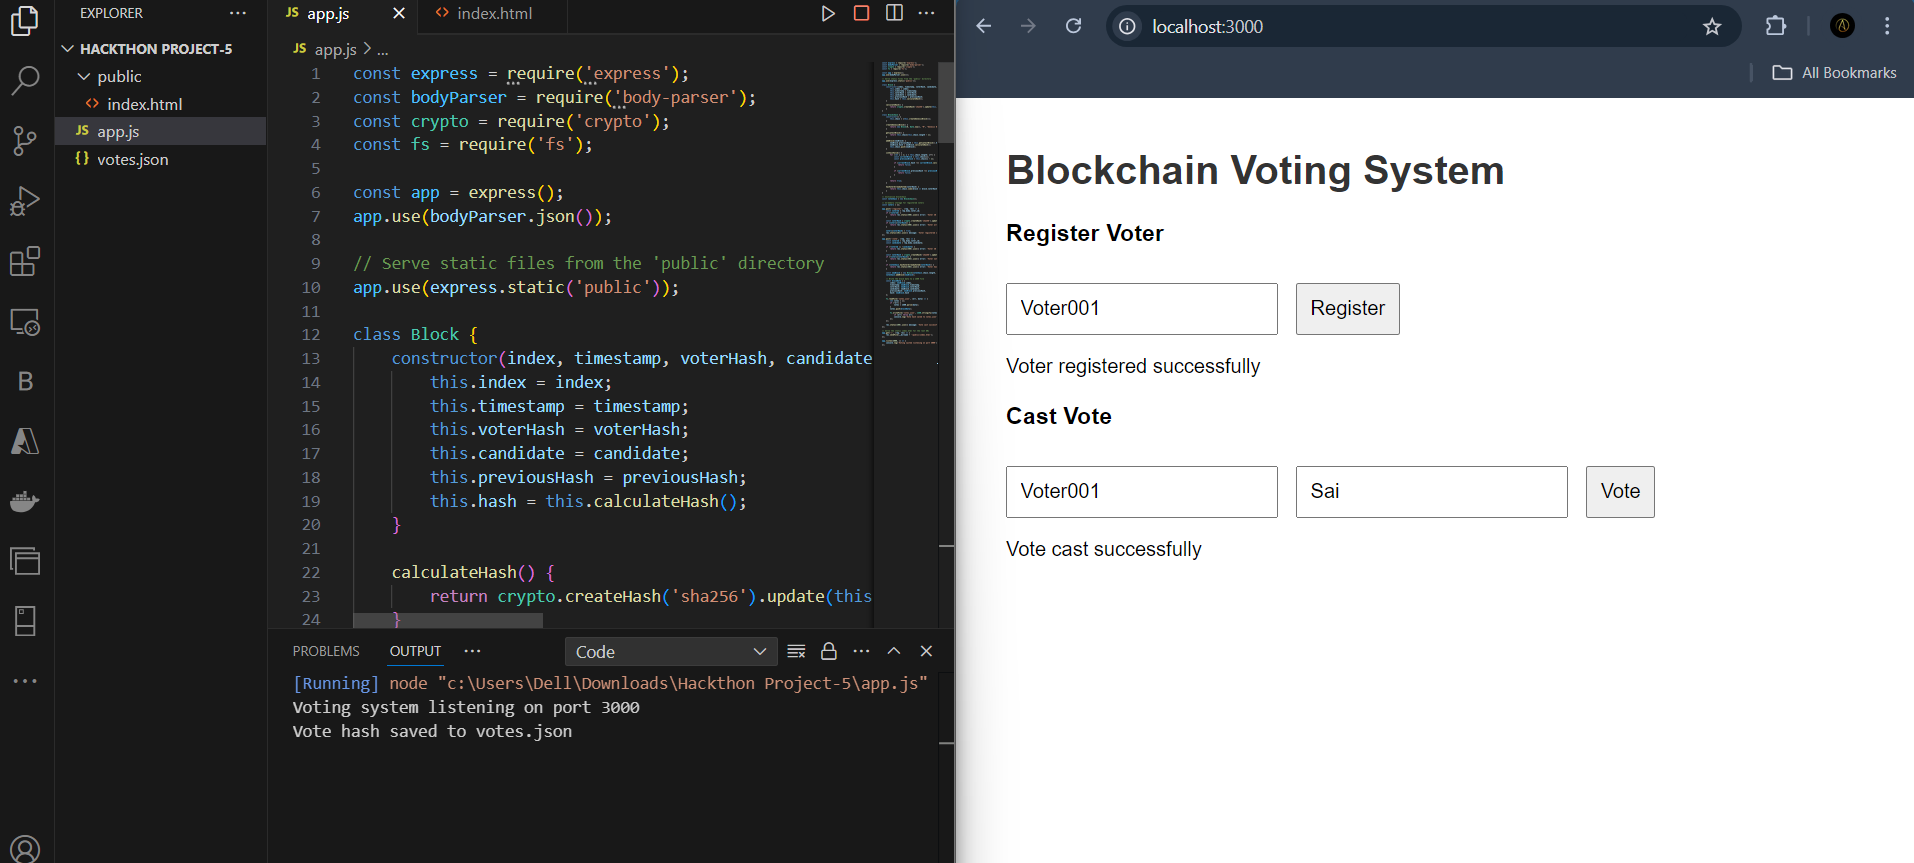 EXPLORER
HACKTHON PROJECT-5
public
index.html
app.js
votes.json
app.js
index.html
app.js > ...
1 const express = require('express');
2 const bodyParser = require('body-parser');
3 const crypto = require('crypto');
4 const fs = require('fs');
5
6 const app = express();
7 app.use(bodyParser.json());
8
9 // Serve static files from the 'public' directory
10 app.use(express.static('public'));
11
12 class Block {
13 constructor(index, timestamp, voterHash, candidate
14 this.index = index;
15 this.timestamp = timestamp;
16 this.voterHash = voterHash;
17 this.candidate = candidate;
18 this.previousHash = previousHash;
19 this.hash = this.calculateHash();
20 }
21
22 calculateHash() {
23 return crypto.createHash('sha256').update(this
24 }
PROBLEMS OUTPUT ... Code
[Running] node "c:\Users\Dell\Downloads\Hackthon Project-5\app.js"
Voting system listening on port 3000
Vote hash saved to votes.json
localhost:3000
All Bookmarks
Blockchain Voting System
Register Voter
Voter001 Register
Voter registered successfully
Cast Vote
Voter001 Sai Vote
Vote cast successfully